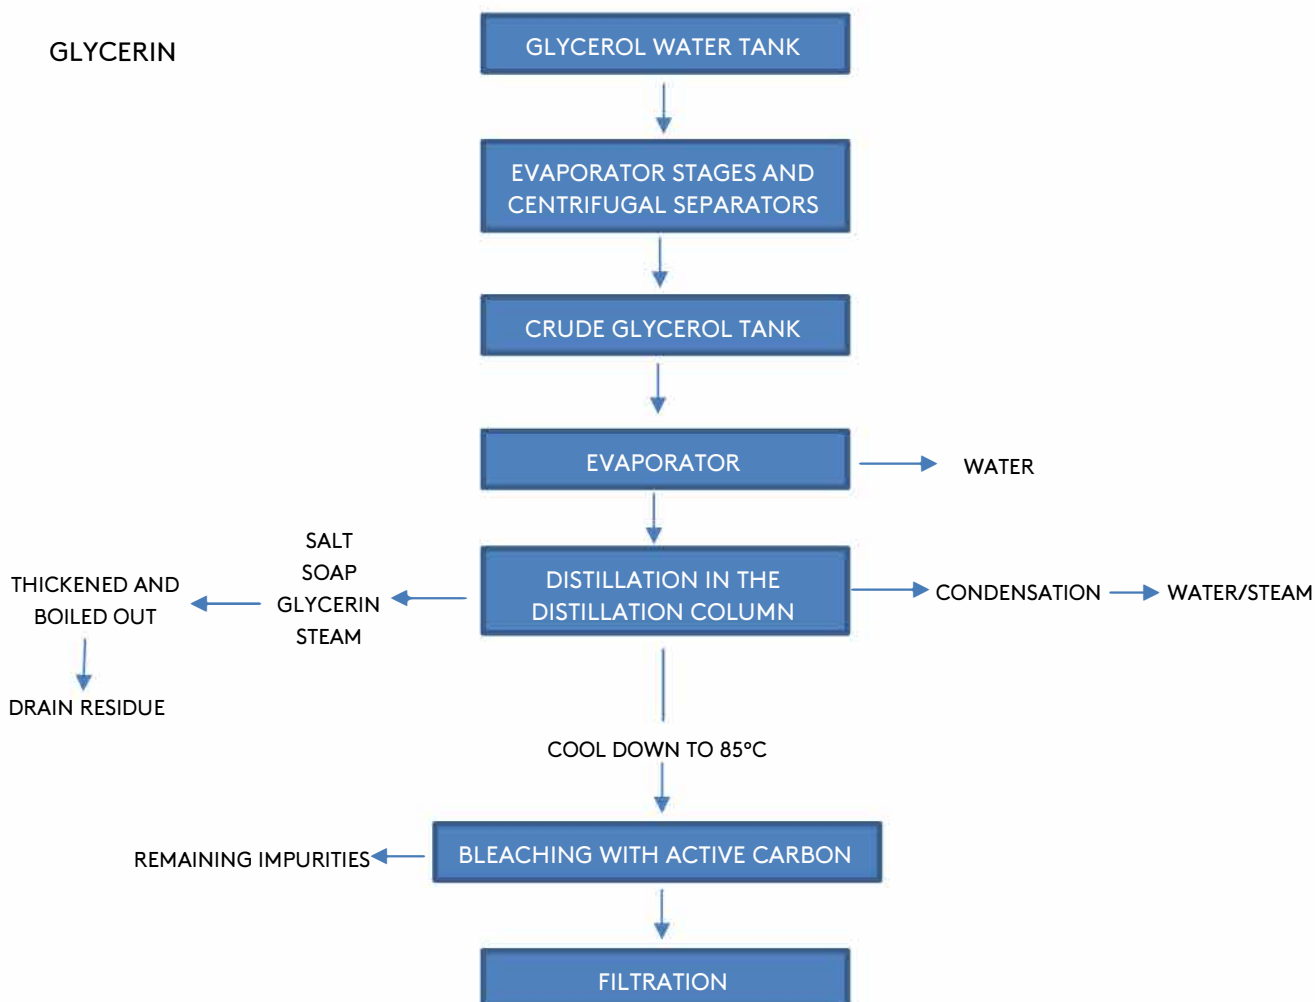 GLYCERIN
GLYCEROL WATER TANK
EVAPORATOR STAGES AND
CENTRIFUGAL SEPARATORS
CRUDE GLYCEROL TANK
EVAPORATOR
WATER
SALT
SOAP
GLYCERIN
STEAM
THICKENED AND
BOILED OUT
DRAIN RESIDUE
DISTILLATION IN THE
DISTILLATION COLUMN
CONDENSATION
WATER/STEAM
COOL DOWN TO 85°C
REMAINING IMPURITIES
BLEACHING WITH ACTIVE CARBON
FILTRATION